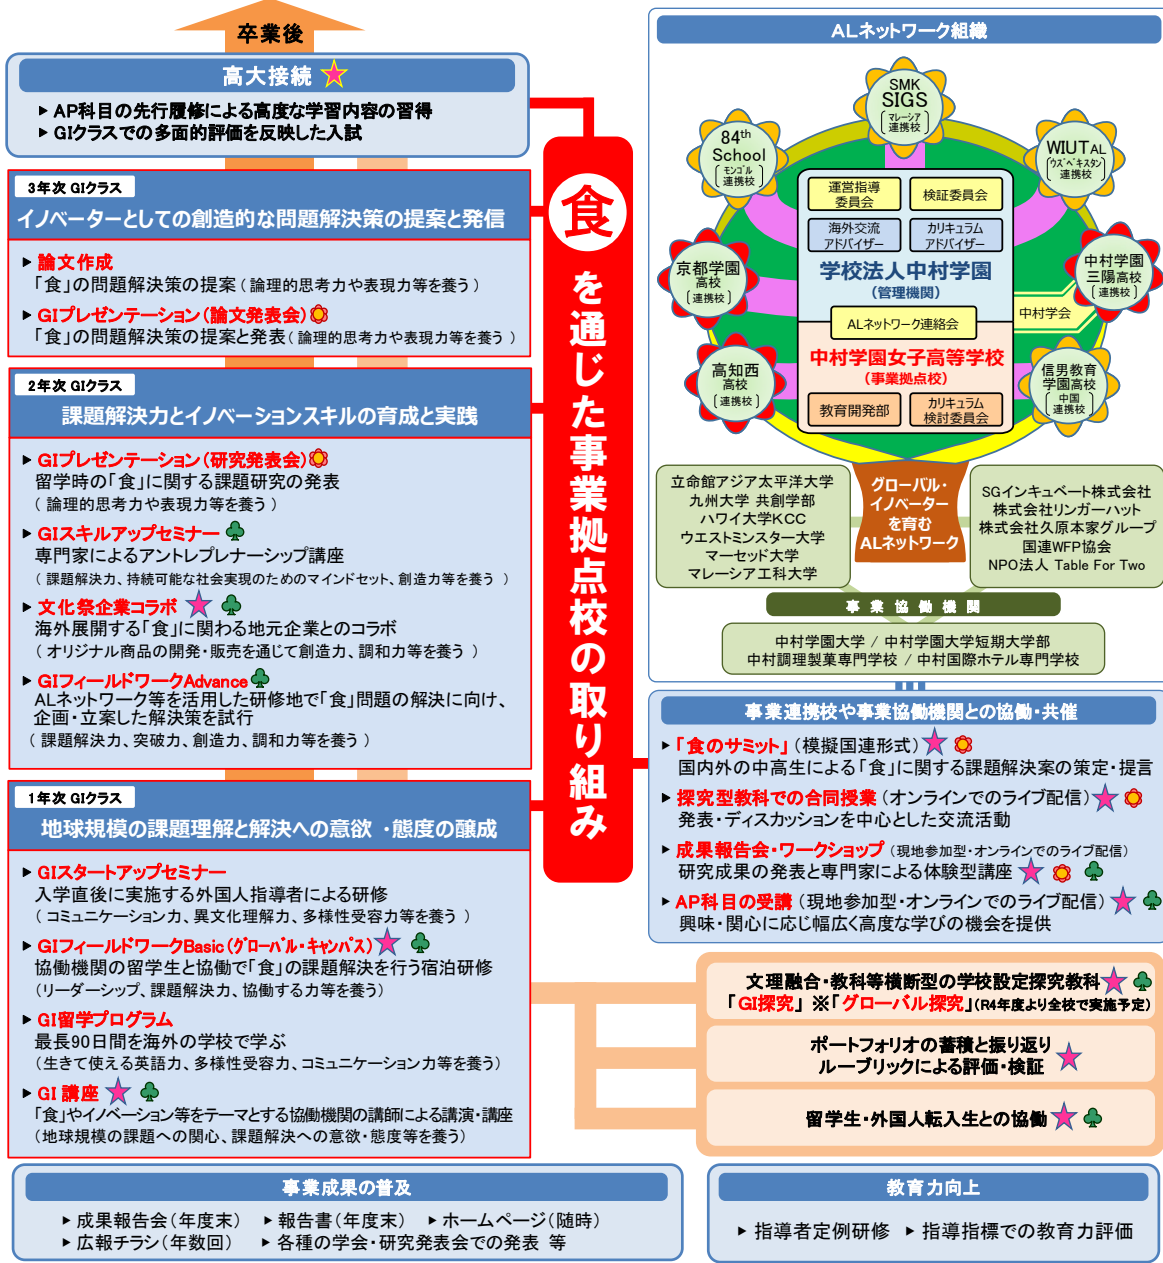 卒業後
高大接続
▶ AP科目の先行履修による高度な学習内容の習得
▶ GIクラスでの多面的評価を反映した入試
3年次 GIクラス
イノベーターとしての創造的な問題解決策の提案と発信
▶ 論文作成
「食」の問題解決策の提案（論理的思考力や表現力等を養う）
▶ GIプレゼンテーション（論文発表会）
「食」の問題解決策の提案と発表（論理的思考力や表現力等を養う）
2年次 GIクラス
課題解決力とイノベーションスキルの育成と実践
▶ GIプレゼンテーション（研究発表会）
留学時の「食」に関する課題研究の発表
（論理的思考力や表現力等を養う）
▶ GIスキルアップセミナー
専門家によるアントレプレナーシップ講座
（課題解決力、持続可能な社会実現のためのマインドセット、創造力等を養う）
▶ 文化祭企業コラボ
海外展開する「食」に関わる地元企業とのコラボ
（オリジナル商品の開発・販売を通じて創造力、調和力等を養う）
▶ GIフィールドワークAdvance
ALネットワーク等を活用した研修地で「食」問題の解決に向け、
企画・立案した解決策を試行
（課題解決力、突破力、創造力、調和力等を養う）
1年次 GIクラス
地球規模の課題理解と解決への意欲・態度の醸成
▶ GIスタートアップセミナー
入学直後に実施する外国人指導者による研修
（コミュニケーション力、異文化理解力、多様性受容力等を養う）
▶ GIフィールドワークBasic（グローバル・キャンパス）
協働機関の留学生と協働で「食」の課題解決を行う宿泊研修
（リーダーシップ、課題解決力、協働する力等を養う）
▶ GI留学プログラム
最長90日間を海外の学校で学ぶ
（生きて使える英語力、多様性受容力、コミュニケーション力等を養う）
▶ GI 講座
「食」やイノベーション等をテーマとする協働機関の講師による講演・講座
（地球規模の課題への関心、課題解決への意欲・態度等を養う）
食を通じた事業拠点校の取り組み
ALネットワーク組織
SMK
SIGS
マレーシア
連携校
84th
School
モンゴル
連携校
WIUT AL
ウズベキスタン
連携校
京都学園
高校
連携校
中村学園
三陽高校
連携校
高知西
高校
連携校
信男教育
学園高校
中国
連携校
運営指導
委員会
検証委員会
海外交流
アドバイザー
カリキュラム
アドバイザー
学校法人中村学園
（管理機関）
ALネットワーク連絡会
中村学会
中村学園女子高等学校
（事業拠点校）
教育開発部
カリキュラム
検討委員会
立命館アジア太平洋大学
九州大学 共創学部
ハワイ大学KCC
ウエストミンスター大学
マーセッド大学
マレーシア工科大学
グローバル・
イノベーター
を育む
ALネットワーク
SGインキュベート株式会社
株式会社リンガーハット
株式会社久原本家グループ
国連WFP協会
NPO法人 Table For Two
事業協働機関
中村学園大学 / 中村学園大学短期大学部
中村調理製菓専門学校 / 中村国際ホテル専門学校
事業連携校や事業協働機関との協働・共催
▶ 「食のサミット」（模擬国連形式）
国内外の中高生による「食」に関する課題解決案の策定・提言
▶ 探究型教科での合同授業（オンラインでのライブ配信）
発表・ディスカッションを中心とした交流活動
▶ 成果報告会・ワークショップ（現地参加型・オンラインでのライブ配信）
研究成果の発表と専門家による体験型講座
▶ AP科目の受講（現地参加型・オンラインでのライブ配信）
興味・関心に応じ幅広く高度な学びの機会を提供
文理融合・教科等横断型の学校設定探究教科
「GI探究」 ※「グローバル探究」（R4年度より全校で実施予定）
ポートフォリオの蓄積と振り返り
ルーブリックによる評価・検証
留学生・外国人転入生との協働
事業成果の普及
▶ 成果報告会（年度末） ▶ 報告書（年度末） ▶ ホームページ（随時）
▶ 広報チラシ（年数回） ▶ 各種の学会・研究発表会での発表 等
教育力向上
▶ 指導者定例研修 ▶ 指導指標での教育力評価